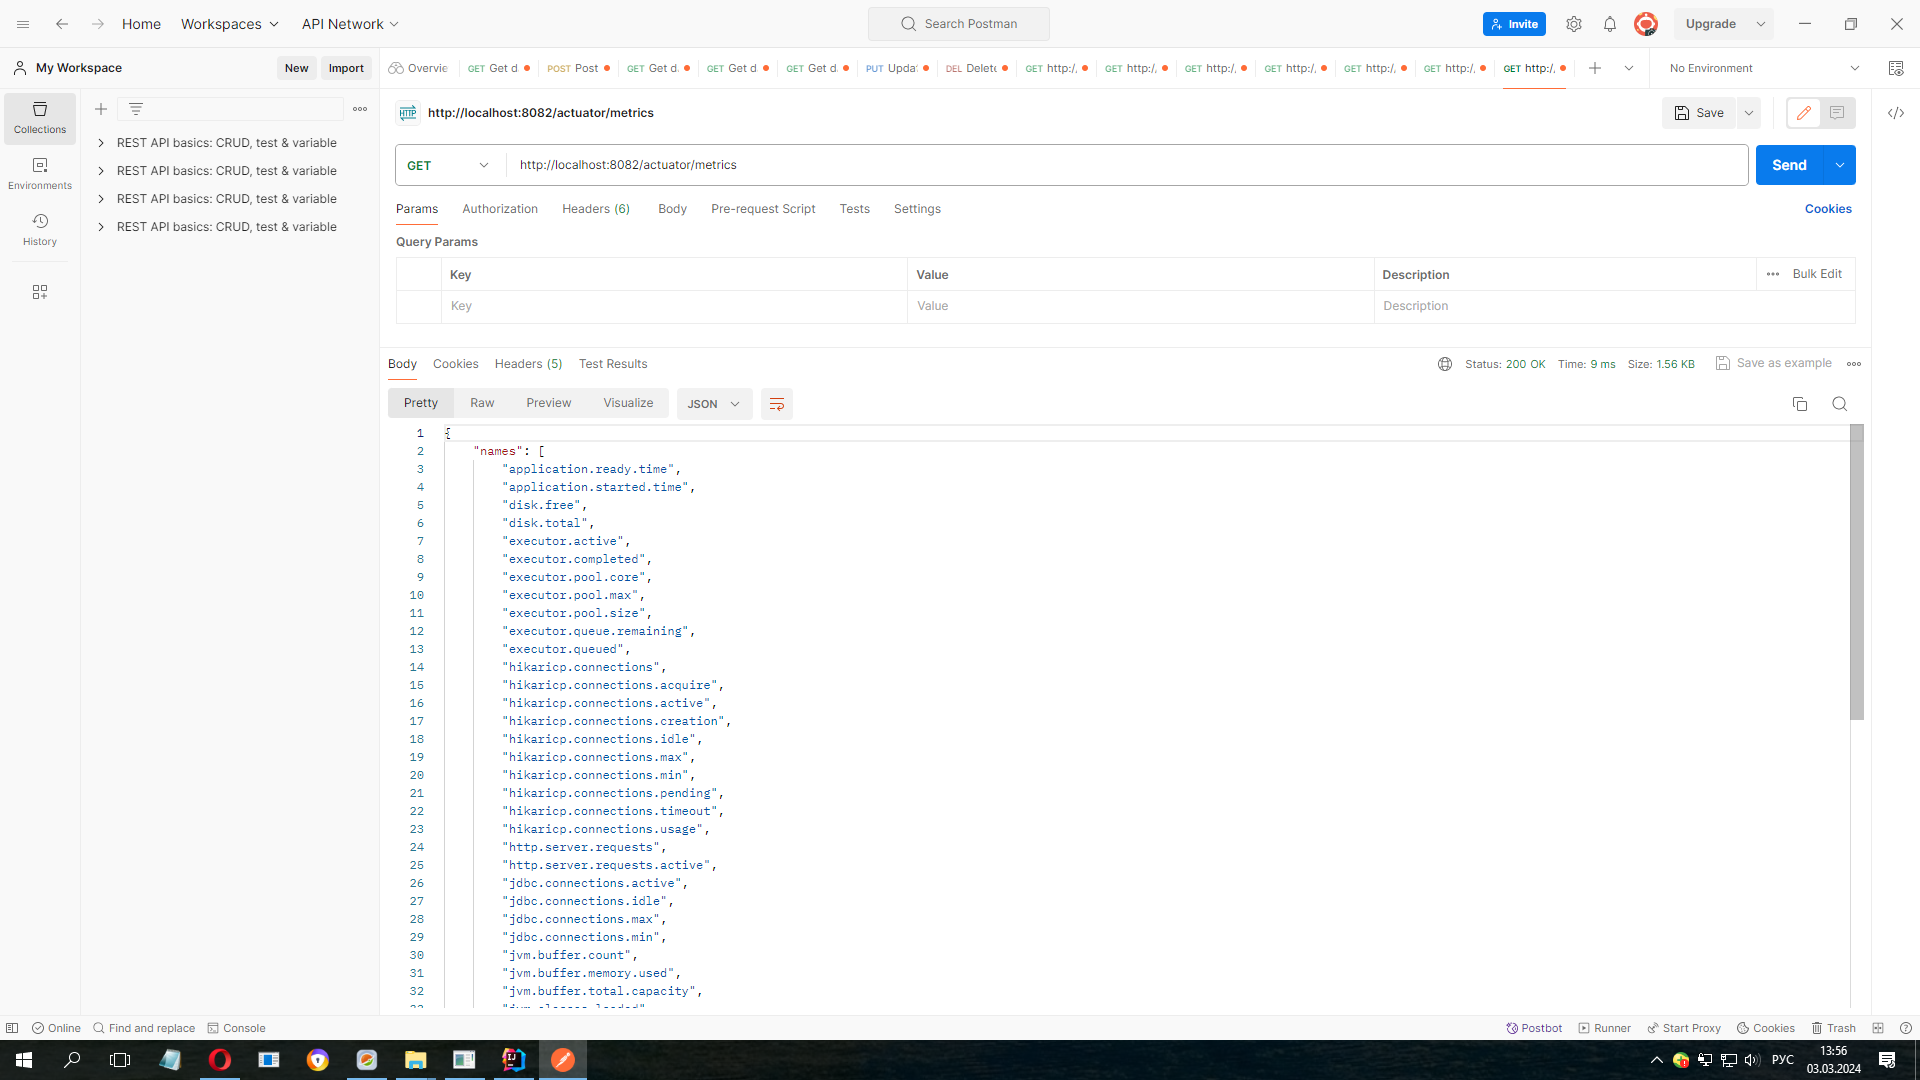 Home
Workspaces
API Network
Search Postman
Invite
Upgrade
My Workspace
New
Import
Overvie
GET Get d
POST Post
GET Get d
GET Get d
GET Get d
PUT Upda
DEL Delete
GET http:/
GET http:/
GET http:/
GET http:/
GET http:/
GET http:/
GET http:/
No Environment
Collections
Environments
History
REST API basics: CRUD, test & variable
REST API basics: CRUD, test & variable
REST API basics: CRUD, test & variable
REST API basics: CRUD, test & variable
HTTP http://localhost:8082/actuator/metrics
Save
GET http://localhost:8082/actuator/metrics
Send
Params Authorization Headers (6) Body Pre-request Script Tests Settings
Cookies
Query Params
Key Value Description Bulk Edit
Key Value Description
Body Cookies Headers (5) Test Results
Status: 200 OK Time: 9 ms Size: 1.56 KB Save as example
Pretty Raw Preview Visualize JSON
1 {
2 "names": [
3 "application.ready.time",
4 "application.started.time",
5 "disk.free",
6 "disk.total",
7 "executor.active",
8 "executor.completed",
9 "executor.pool.core",
10 "executor.pool.max",
11 "executor.pool.size",
12 "executor.queue.remaining",
13 "executor.queued",
14 "hikaricp.connections",
15 "hikaricp.connections.acquire",
16 "hikaricp.connections.active",
17 "hikaricp.connections.creation",
18 "hikaricp.connections.idle",
19 "hikaricp.connections.max",
20 "hikaricp.connections.min",
21 "hikaricp.connections.pending",
22 "hikaricp.connections.timeout",
23 "hikaricp.connections.usage",
24 "http.server.requests",
25 "http.server.requests.active",
26 "jdbc.connections.active",
27 "jdbc.connections.idle",
28 "jdbc.connections.max",
29 "jdbc.connections.min",
30 "jvm.buffer.count",
31 "jvm.buffer.memory.used",
32 "jvm.buffer.total.capacity",
Online Find and replace Console
Postbot Runner Start Proxy Cookies Trash
РУС
13:56
03.03.2024